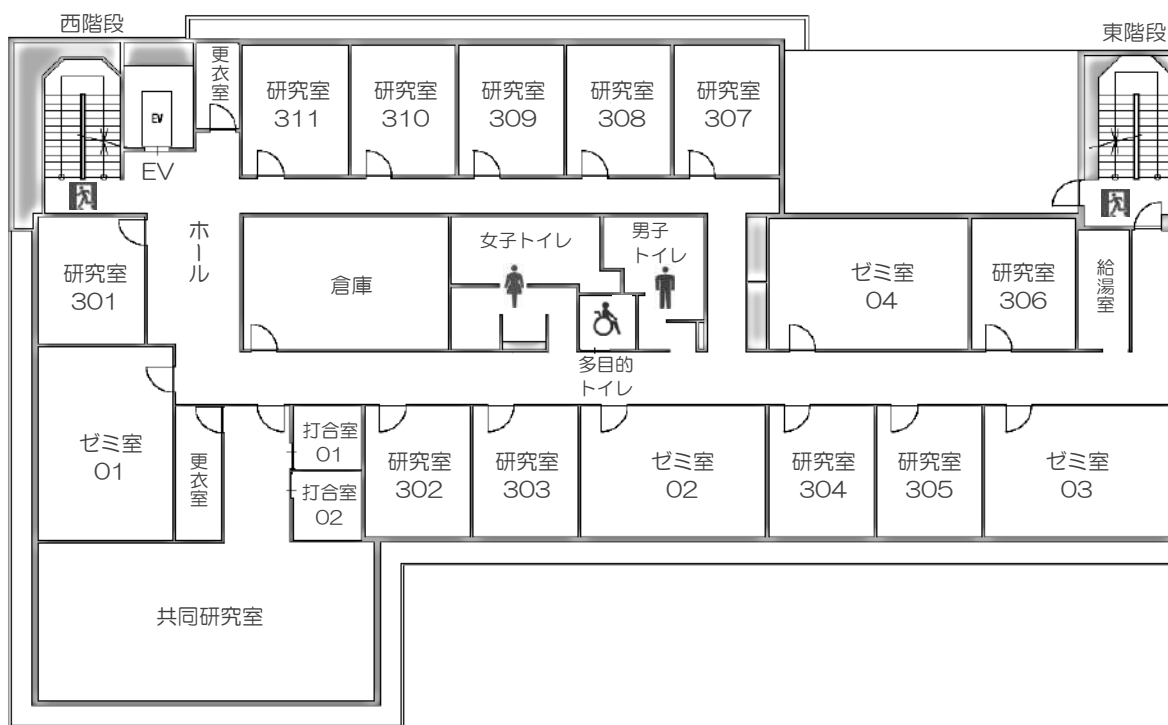 西階段
東階段
更衣室
研究室
311
研究室
310
研究室
309
研究室
308
研究室
307
EV
EV
ホール
研究室
301
倉庫
女子トイレ
男子
トイレ
ゼミ室
04
研究室
306
給湯室
多目的
トイレ
ゼミ室
01
更衣室
打合室
01
打合室
02
研究室
302
研究室
303
ゼミ室
02
研究室
304
研究室
305
ゼミ室
03
共同研究室